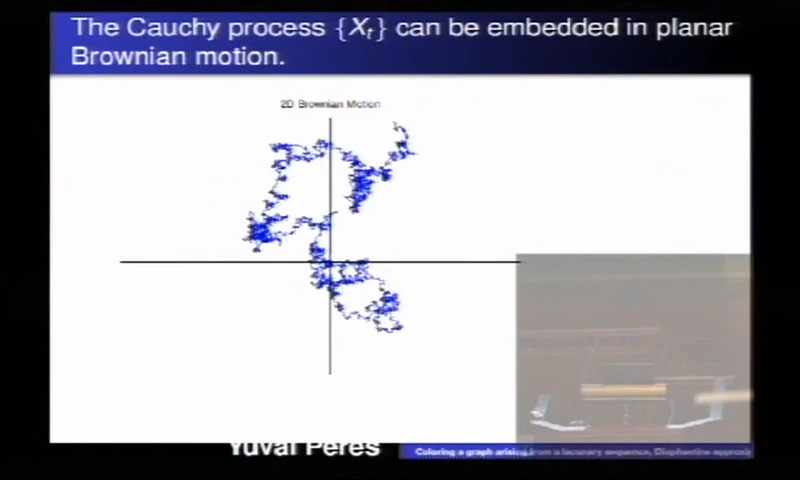 The Cauchy process {Xt} can be embedded in planar
Brownian motion.
2D Brownian Motion
Yuval Peres
Coloring a graph arising from a lacunary sequence, Diophantine approxi